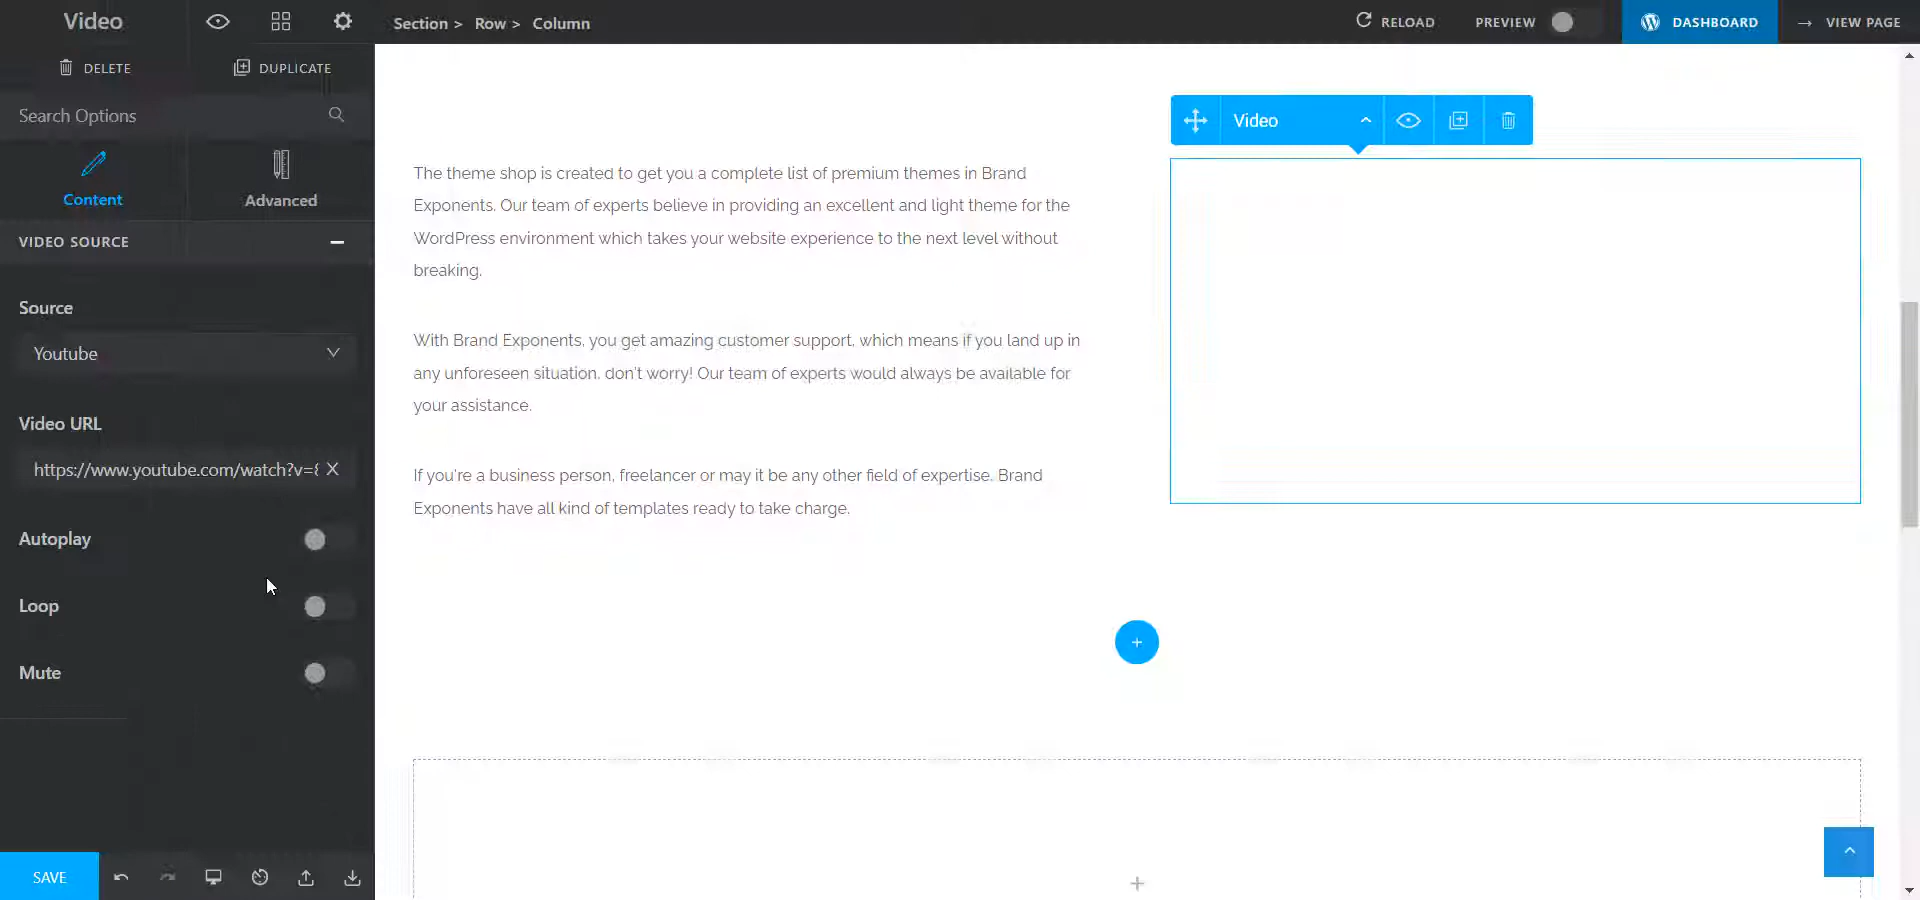 Video
Section >
Row >
Column
RELOAD
PREVIEW
DASHBOARD
VIEW PAGE
DELETE
DUPLICATE
Search Options
Content
Advanced
VIDEO SOURCE
Source
Youtube
Video URL
https://www.youtube.com/watch?v=
Autoplay
Loop
Mute
SAVE
Video
The theme shop is created to get you a complete list of premium themes in Brand
Exponents. Our team of experts believe in providing an excellent and light theme for the
WordPress environment which takes your website experience to the next level without
breaking.
With Brand Exponents, you get amazing customer support, which means if you land up in
any unforeseen situation, don't worry! Our team of experts would always be available for
your assistance.
If you're a business person, freelancer or may it be any other field of expertise. Brand
Exponents have all kind of templates ready to take charge.